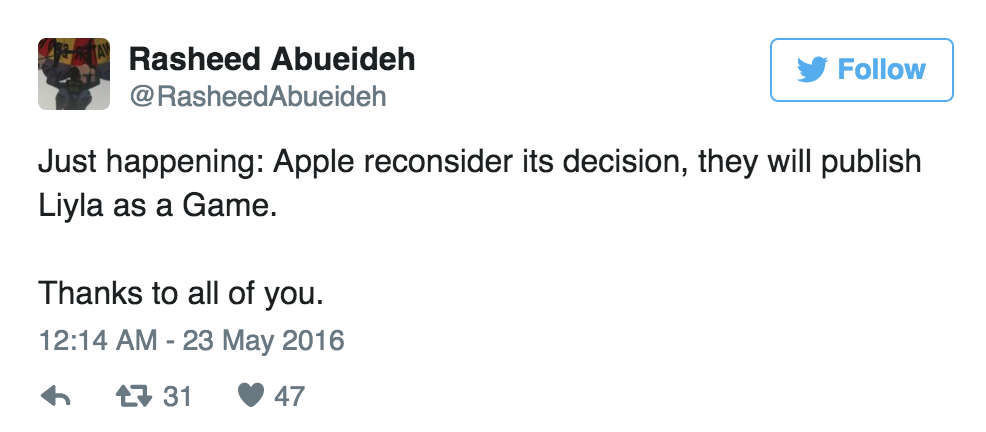 Rasheed Abueideh
@RasheedAbueideh
Follow
Just happening: Apple reconsider its decision, they will publish
Liyla as a Game.
Thanks to all of you.
12:14 AM - 23 May 2016
31 47